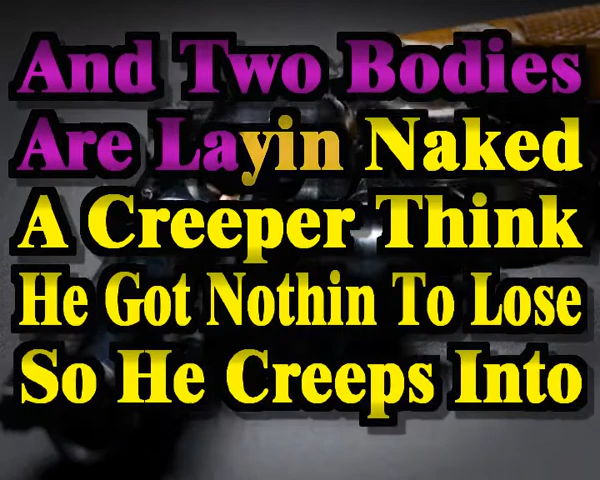 And Two Bodies
Are Layin Naked
A Creeper Think
He Got Nothin To Lose
So He Creeps Into